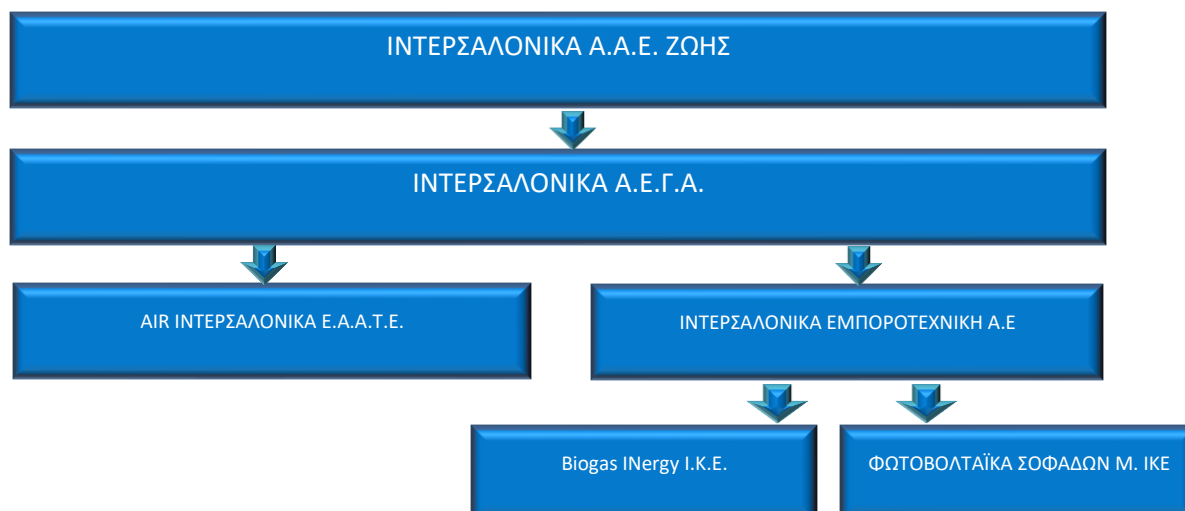 ΙΝΤΕΡΣΑΛΟΝΙΚΑ Α.Α.Ε. ΖΩΗΣ
ΙΝΤΕΡΣΑΛΟΝΙΚΑ Α.Ε.Γ.Α.
AIR ΙΝΤΕΡΣΑΛΟΝΙΚΑ Ε.Α.Α.Τ.Ε.
ΙΝΤΕΡΣΑΛΟΝΙΚΑ ΕΜΠΟΡΟΤΕΧΝΙΚΗ Α.Ε
Biogas INergy Ι.Κ.Ε.
ΦΩΤΟΒΟΛΤΑΪΚΑ ΣΟΦΑΔΩΝ Μ. ΙΚΕ